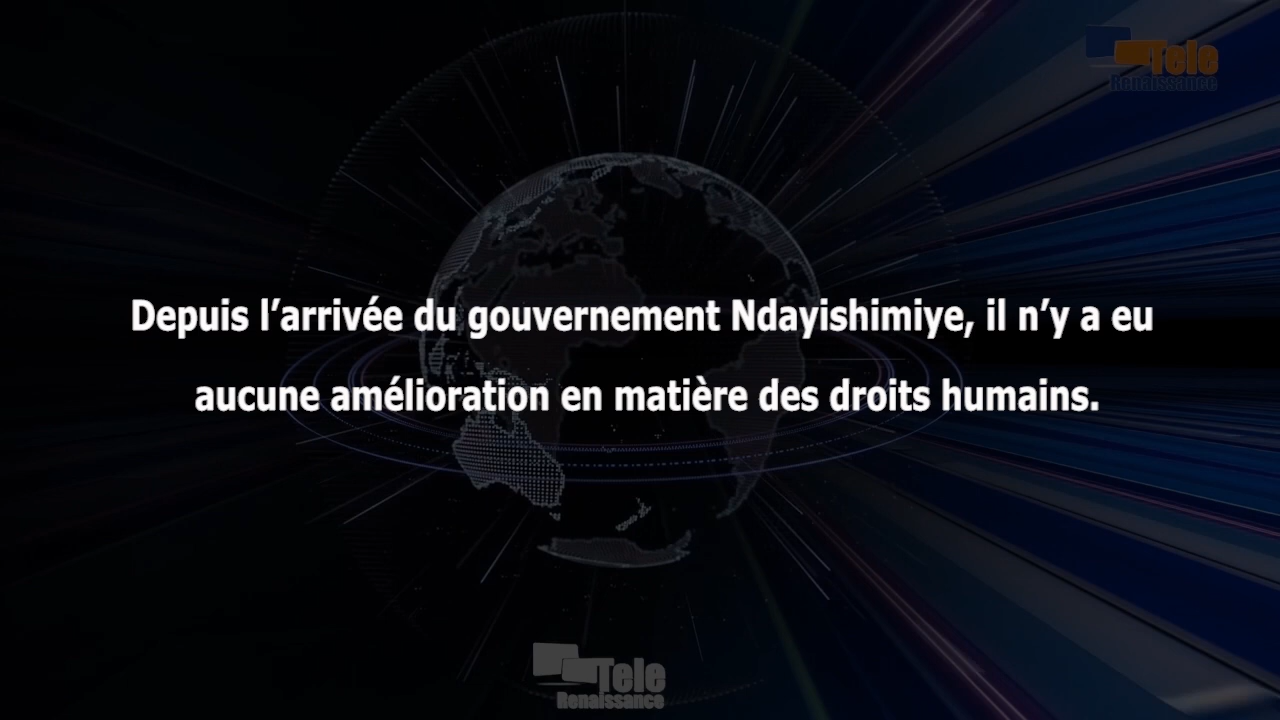 Tele
Renaissance
Depuis l’arrivée du gouvernement Ndayishimiye, il n’y a eu
aucune amélioration en matière des droits humains.
Tele
Renaissance